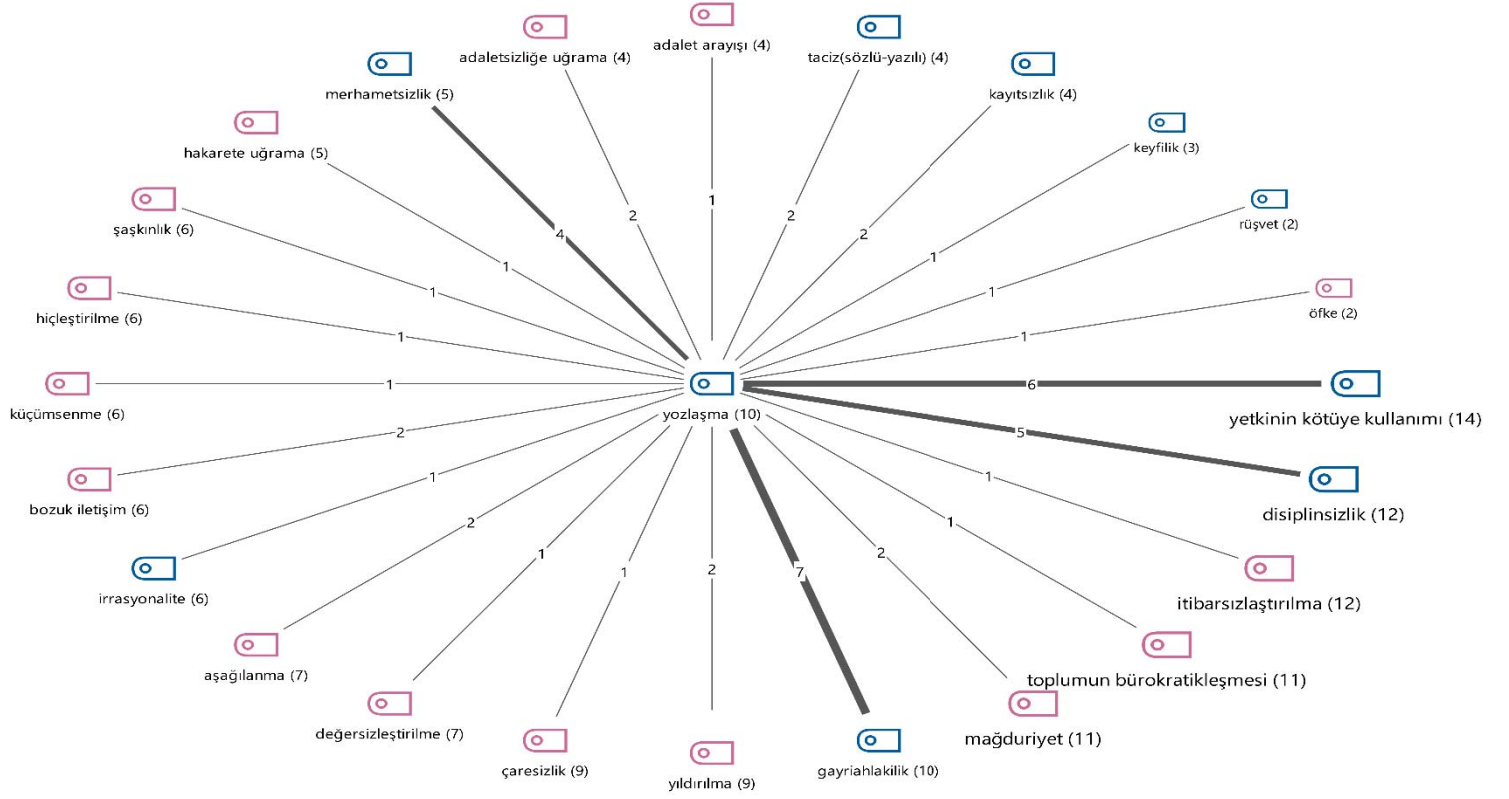 adalet arayışı (4)
adaletsizliğe uğrama (4)
taciz(sözlü-yazılı) (4)
merhametsizlik (5)
kayıtsızlık (4)
hakarete uğrama (5)
keyfilik (3)
şaşkınlık (6)
rüşvet (2)
hiçleştirilme (6)
öfke (2)
küçümsenme (6)
yozlaşma (10)
yetkinin kötüye kullanımı (14)
bozuk iletişim (6)
disiplinsizlik (12)
irrasyonalite (6)
itibarsızlaştırılma (12)
aşağılanma (7)
toplumun bürokratikleşmesi (11)
değersizleştirilme (7)
mağduriyet (11)
çaresizlik (9)
yıldırılma (9)
gayriahlakilik (10)
1
2
2
4
2
1
1
1
1
1
1
1
6
2
5
1
1
2
1
1
2
1
2
7